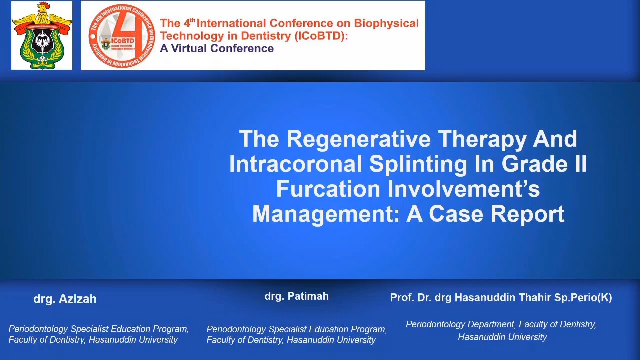 The 4th International Conference on Biophysical
Technology in Dentistry (ICoBTD):
A Virtual Conference
ICoBTD
The Regenerative Therapy And
Intracoronal Splinting In Grade II
Furcation Involvement's
Management: A Case Report
drg. Azizah
Periodontology Specialist Education Program,
Faculty of Dentistry, Hasanuddin University
drg. Patimah
Periodontology Specialist Education Program,
Faculty of Dentistry, Hasanuddin University
Prof. Dr. drg Hasanuddin Thahir Sp.Perio(K)
Periodontology Department, Faculty of Dentistry,
Hasanuddin University